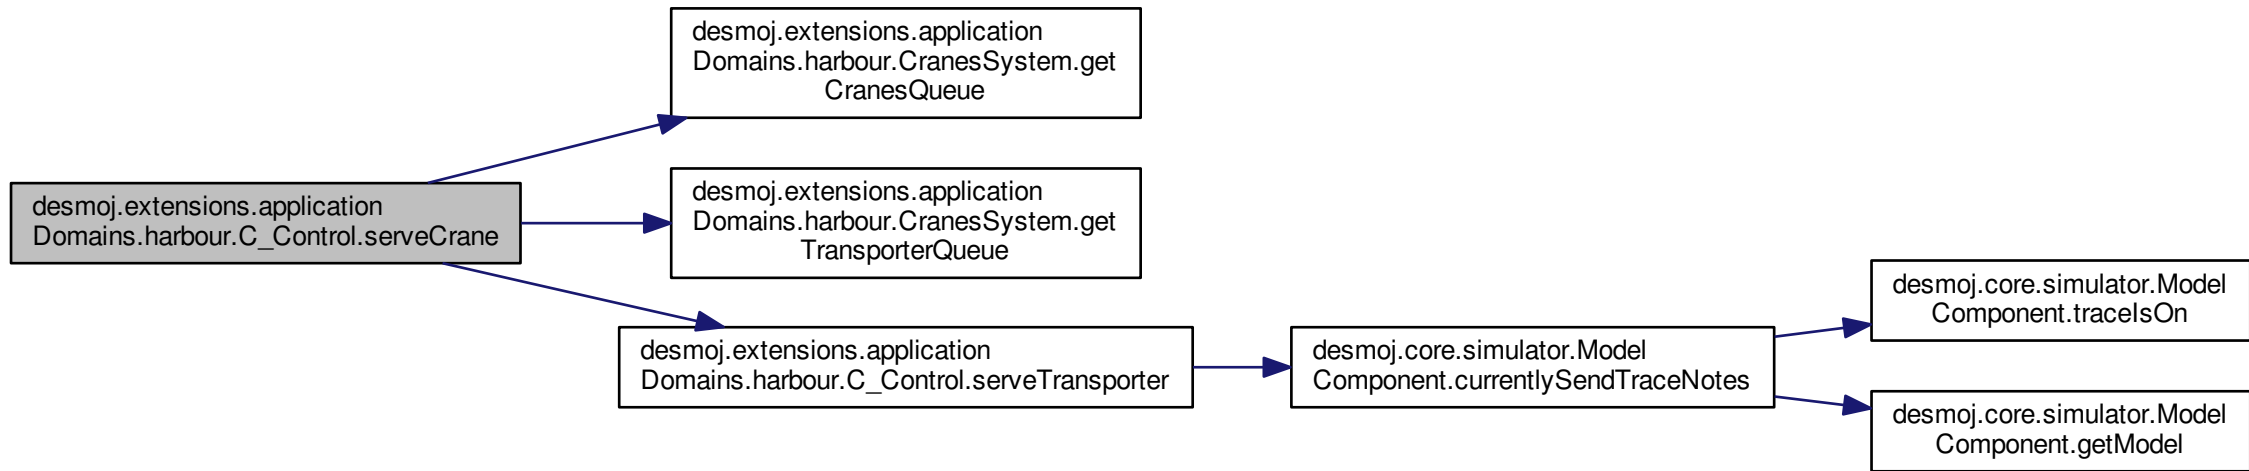 desmoj.extensions.application
Domains.harbour.CranesSystem.get
CranesQueue
desmoj.extensions.application
Domains.harbour.C_Control.serveCrane
desmoj.extensions.application
Domains.harbour.CranesSystem.get
TransporterQueue
desmoj.extensions.application
Domains.harbour.C_Control.serveTransporter
desmoj.core.simulator.Model
Component.currentlySendTraceNotes
desmoj.core.simulator.Model
Component.traceIsOn
desmoj.core.simulator.Model
Component.getModel